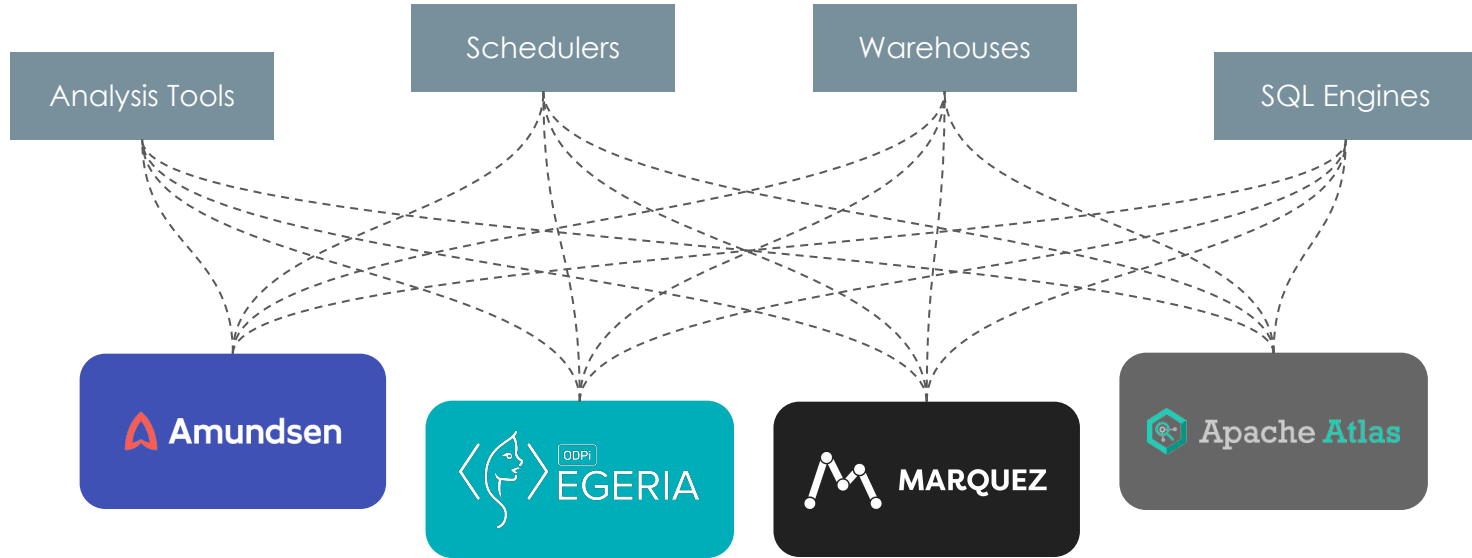 Schedulers
Warehouses
Analysis Tools
SQL Engines
Amundsen
ODPi
EGERIA
MARQUEZ
Apache Atlas